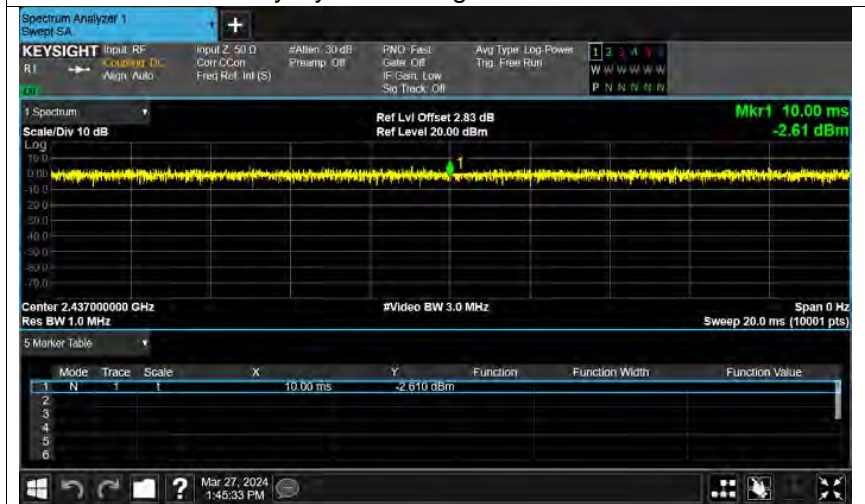 Spectrum Analyzer 1
Swept SA
+
KEYSIGHT Input: RF Input Z: 50 Ω #Atten: 30 dB PNO: Fast Avg Type: Log-Power 1 2 3 4 5 6
RL Coupling: DC Corr CCorr Preamp: Off Gate: Off Trig: Free Run W W W W W W
Align: Auto Freq Ref: Int (S) IF Gain: Low
Sig Track: Off P N N N N N
1 Spectrum
Ref Lvl Offset 2.83 dB Mkr1 10.00 ms
Scale/Div 10 dB Ref Level 20.00 dBm -2.61 dBm
Log
10.0
0.00
-10.0
-20.0
-30.0
-40.0
-50.0
-60.0
-70.0
1
Center 2.437000000 GHz #Video BW 3.0 MHz Span 0 Hz
Res BW 1.0 MHz Sweep 20.0 ms (10001 pts)
5 Marker Table
Mode Trace Scale X Y Function Function Width Function Value
1 N 1 t 10.00 ms -2.610 dBm
2
3
4
5
6
? Mar 27, 2024
1:45:33 PM